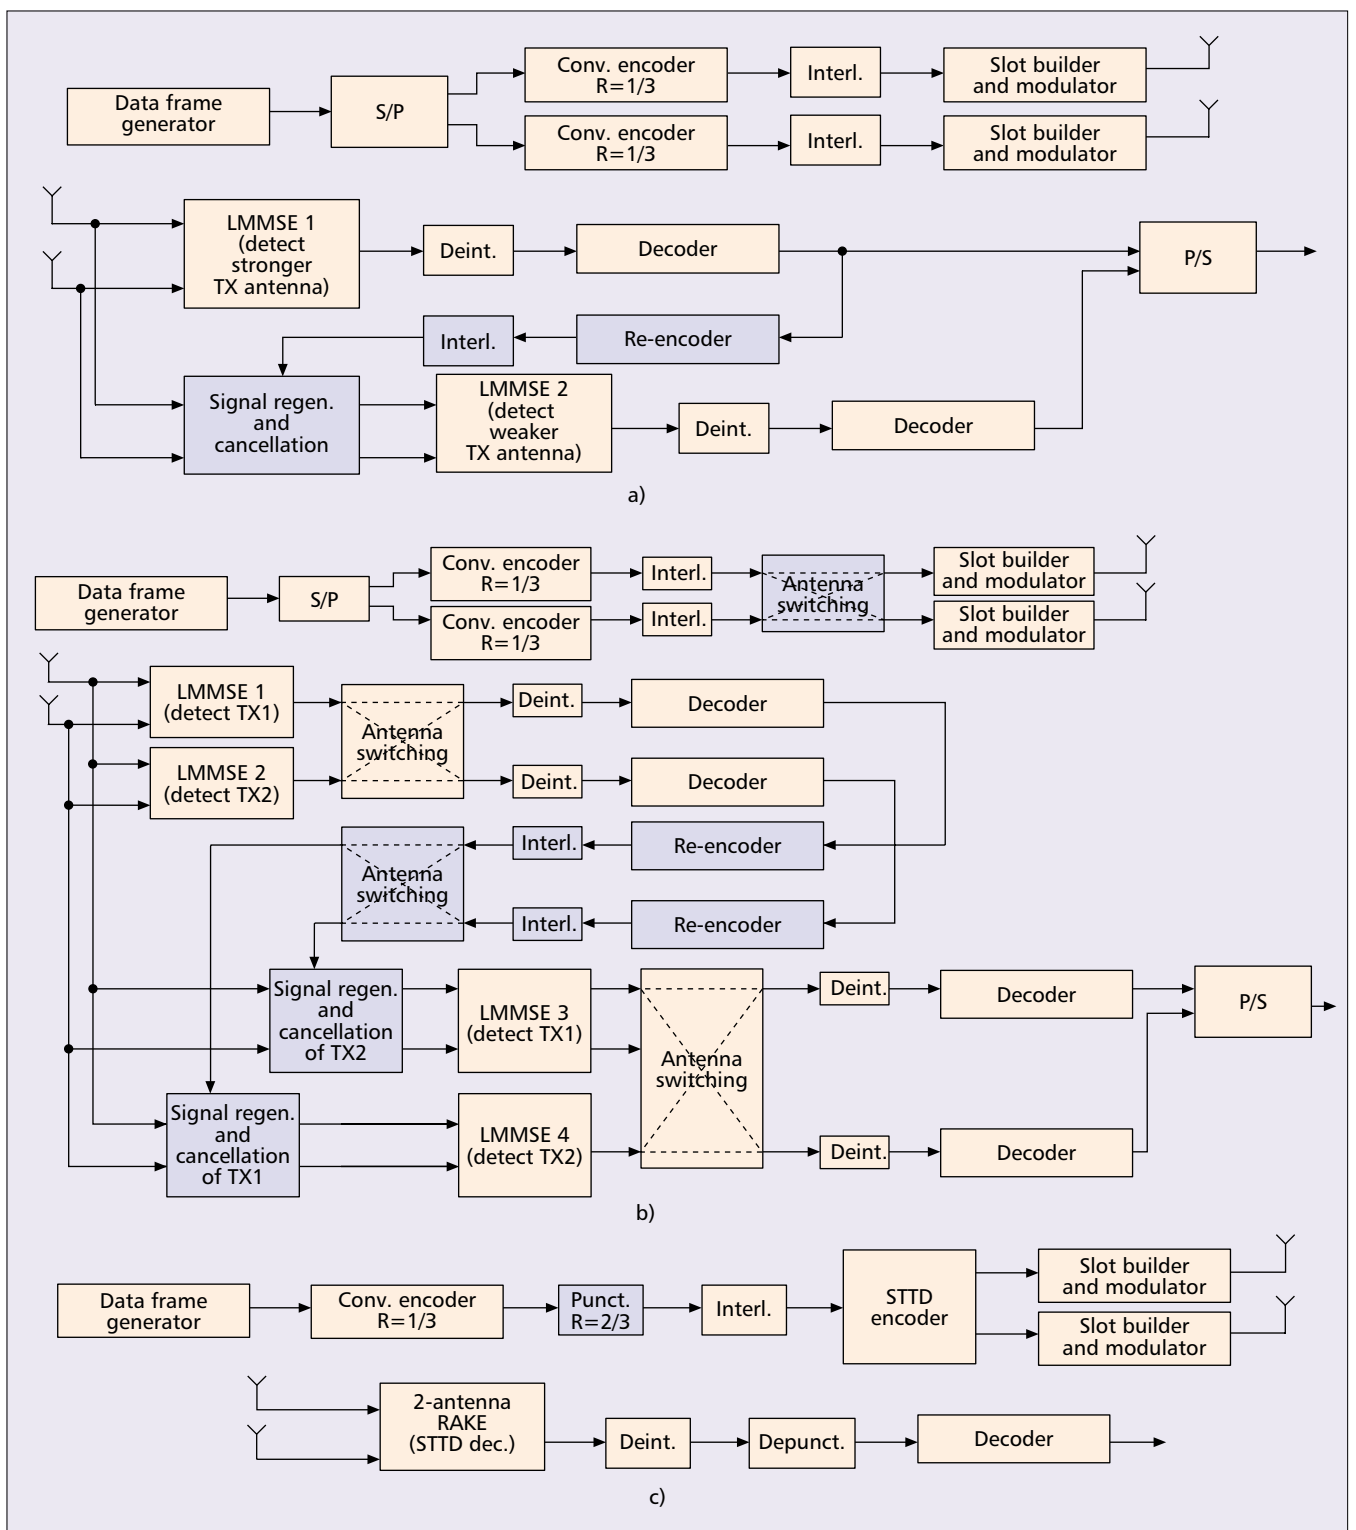 Conv. encoder
R=1/3
Interl.
Slot builder
and modulator
Data frame
generator
S/P
Conv. encoder
R=1/3
Interl.
Slot builder
and modulator
LMMSE 1
(detect
stronger
TX antenna)
Deint.
Decoder
P/S
Interl.
Re-encoder
Signal regen.
and
cancellation
LMMSE 2
(detect
weaker
TX antenna)
Deint.
Decoder
a)
Data frame
generator
S/P
Conv. encoder
R=1/3
Interl.
Antenna
switching
Slot builder
and modulator
Conv. encoder
R=1/3
Interl.
Slot builder
and modulator
LMMSE 1
(detect TX1)
Antenna
switching
Deint.
Decoder
LMMSE 2
(detect TX2)
Deint.
Decoder
Antenna
switching
Interl.
Re-encoder
Interl.
Re-encoder
Signal regen.
and
cancellation
of TX2
LMMSE 3
(detect TX1)
Antenna
switching
Deint.
Decoder
P/S
Signal regen.
and
cancellation
of TX1
LMMSE 4
(detect TX2)
Deint.
Decoder
b)
Data frame
generator
Conv. encoder
R=1/3
Punct.
R=2/3
Interl.
STTD
encoder
Slot builder
and modulator
Slot builder
and modulator
2-antenna
RAKE
(STTD dec.)
Deint.
Depunct.
Decoder
c)